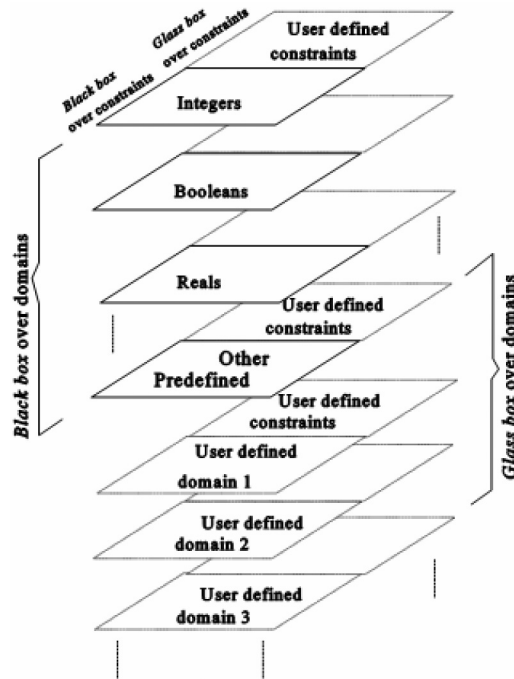 Glass box
over constraints
Black box
over constraints
User defined
constraints
Integers
Booleans
Reals
User defined
constraints
Other
Predefined
User defined
constraints
User defined
domain 1
User defined
domain 2
User defined
domain 3
Black box over domains
Glass box over domains